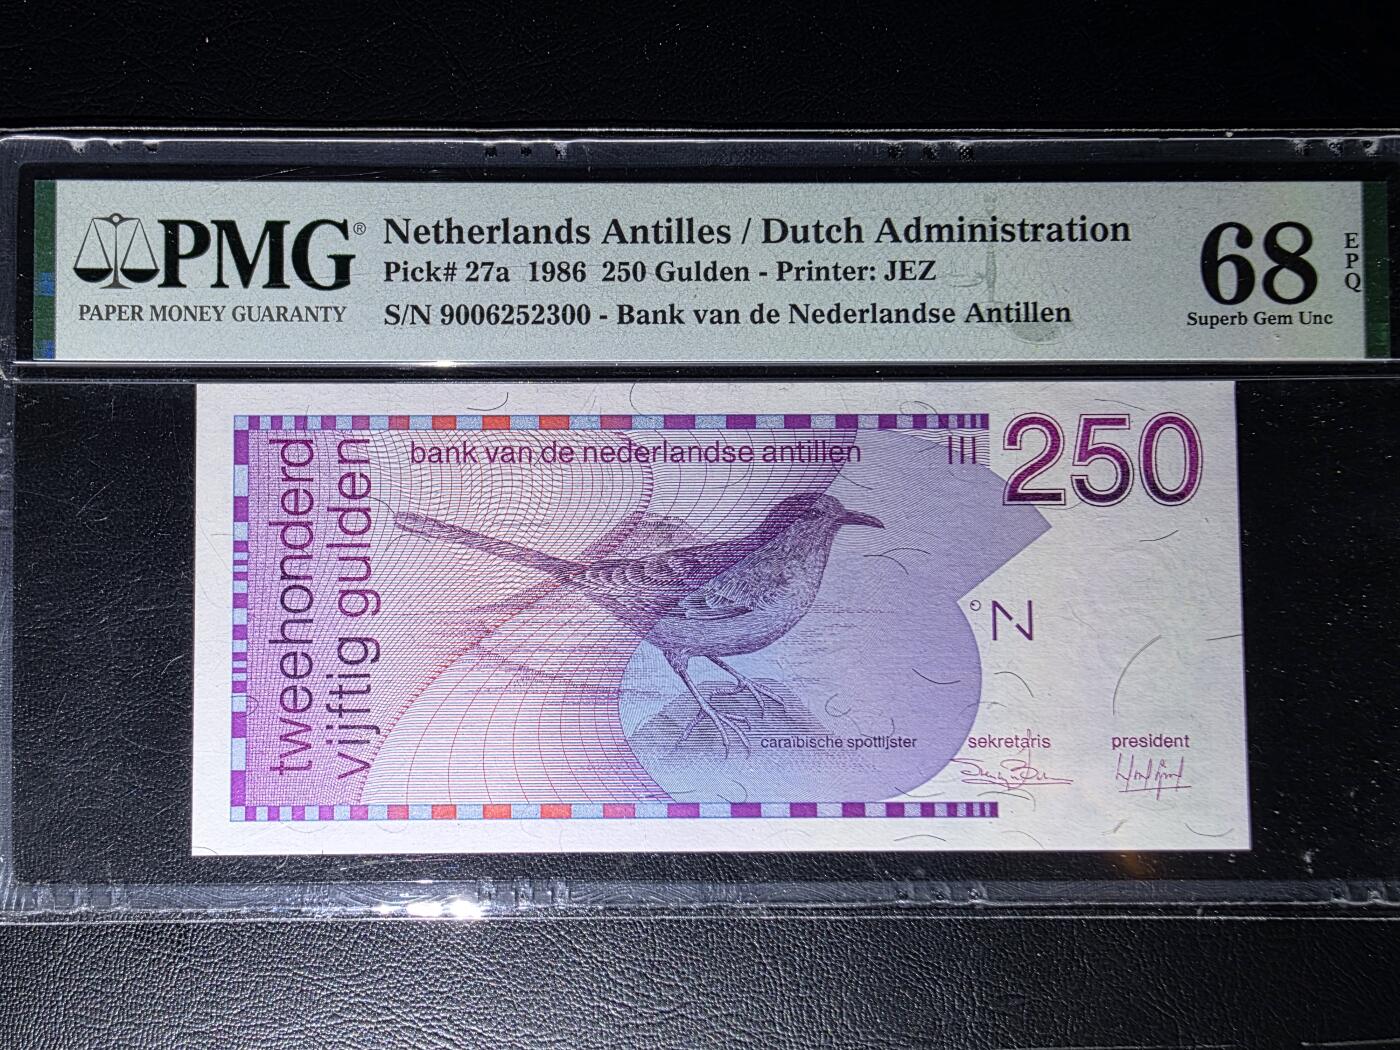 PMG®
PAPER MONEY GUARANTY
Netherlands Antilles / Dutch Administration
Pick# 27a 1986 250 Gulden - Printer: JEZ
S/N 9006252300 - Bank van de Nederlandse Antillen
68
EPQ
Superb Gem Unc
tweehonderd
vijftig gulden
bank van de nederlandse antillen
250
N
caraïbische spotlijster
sekretaris
president